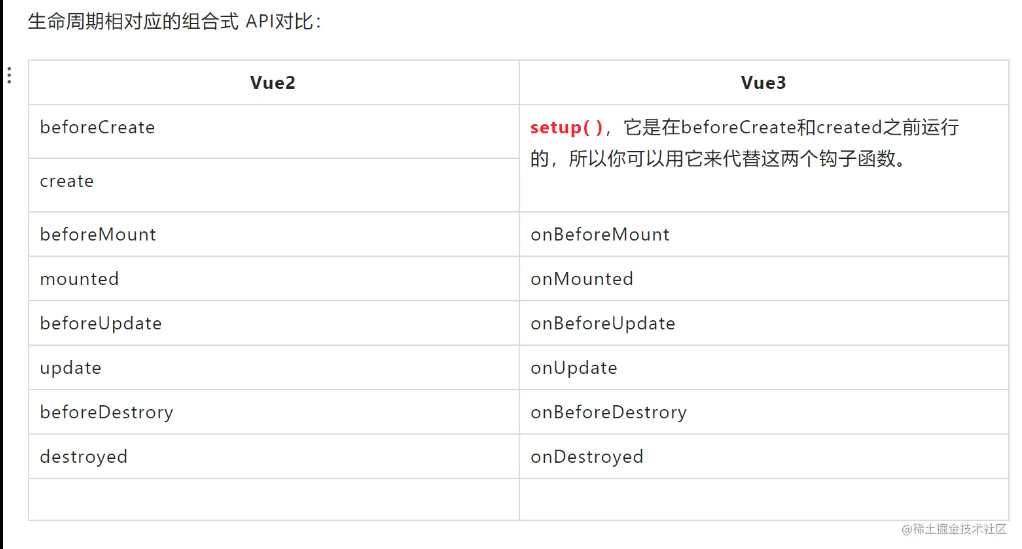 生命周期相对应的组合式 API对比：
Vue2 Vue3
beforeCreate
setup( )，它是在beforeCreate和created之前运行
的，所以你可以用它来代替这两个钩子函数。
create
beforeMount onBeforeMount
mounted onMounted
beforeUpdate onBeforeUpdate
update onUpdate
beforeDestrory onBeforeDestrory
destroyed onDestroyed
@稀土掘金技术社区